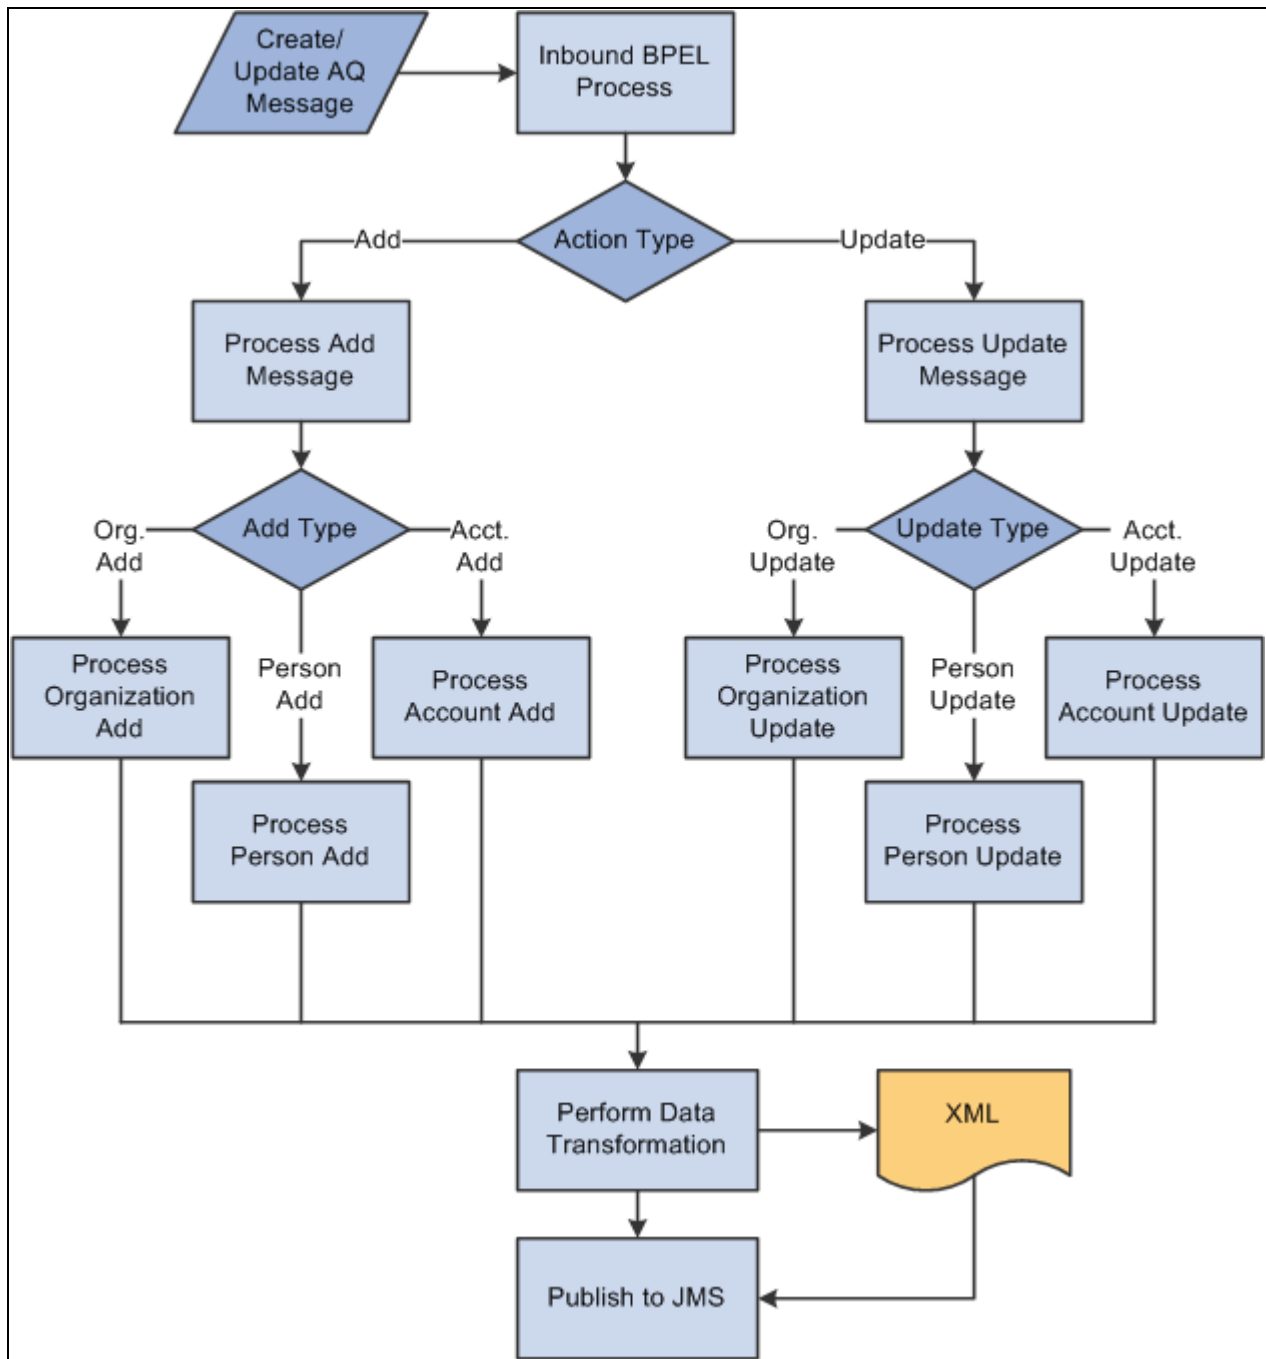 Create/
Update AQ
Message
Inbound BPEL
Process
Action Type
Add
Update
Process Add
Message
Process Update
Message
Add Type
Org.
Add
Acct.
Add
Person
Add
Update Type
Org.
Update
Acct.
Update
Person
Update
Process
Organization
Add
Process
Account Add
Process
Person Add
Process
Organization
Update
Process
Account Update
Process
Person Update
Perform Data
Transformation
XML
Publish to JMS